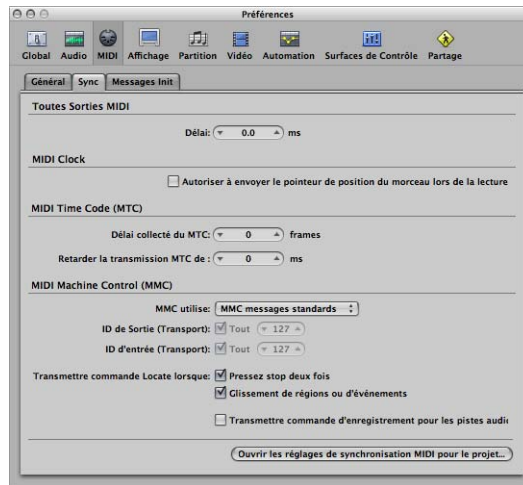 Préférences
Global Audio MIDI Affichage Partition Vidéo Automation Surfaces de Contrôle Partage
Général Sync Messages Init
Toutes Sorties MIDI
Délai: 0.0 ms
MIDI Clock
Autoriser à envoyer le pointeur de position du morceau lors de la lecture
MIDI Time Code (MTC)
Délai collecté du MTC: 0 frames
Retarder la transmission MTC de : 0 ms
MIDI Machine Control (MMC)
MMC utilise: MMC messages standards
ID de Sortie (Transport): Tout 127
ID d'entrée (Transport): Tout 127
Transmettre commande Locate lorsque: Pressez stop deux fois
Glissement de régions ou d'événements
Transmettre commande d'enregistrement pour les pistes audi
Ouvrir les réglages de synchronisation MIDI pour le projet...